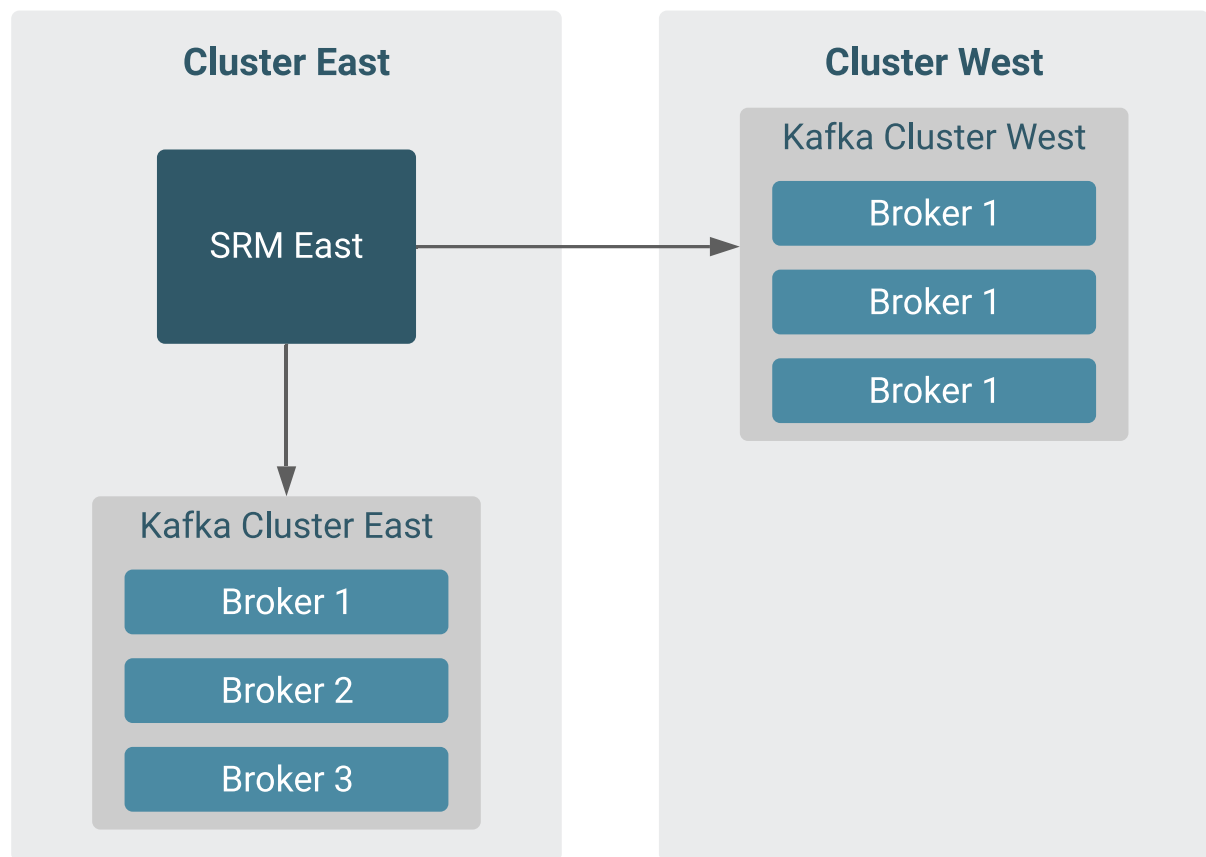 Cluster East
SRM East
Kafka Cluster East
Broker 1
Broker 2
Broker 3
Cluster West
Kafka Cluster West
Broker 1
Broker 1
Broker 1